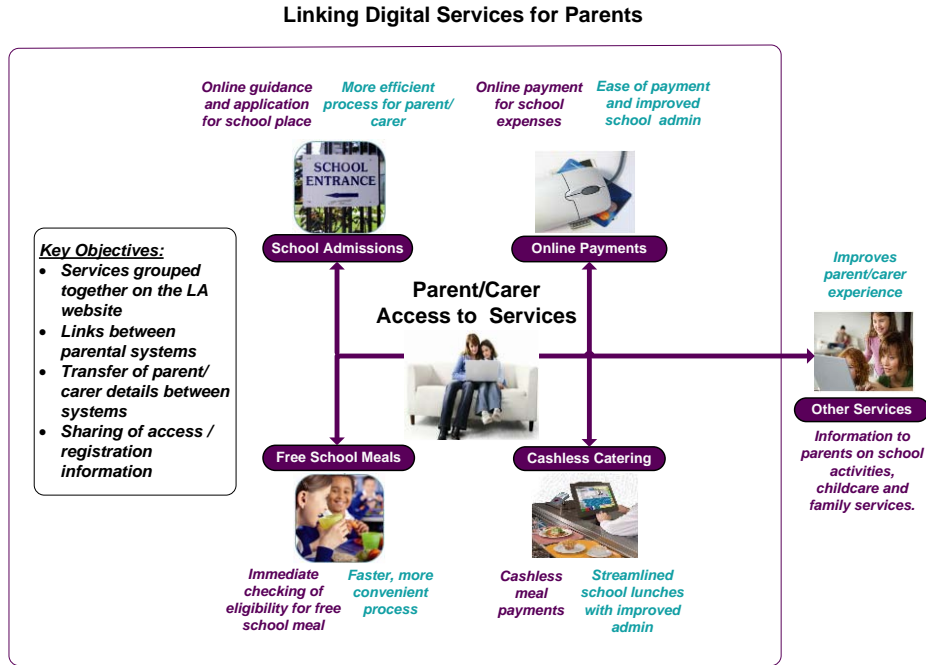 Linking Digital Services for Parents
Online guidance
and application
for school place
More efficient
process for parent/
carer
Online payment
for school
expenses
Ease of payment
and improved
school admin
SCHOOL
ENTRANCE
School Admissions
Online Payments
Key Objectives:
• Services grouped
together on the LA
website
• Links between
parental systems
• Transfer of parent/
carer details between
systems
• Sharing of access /
registration
information
Parent/Carer
Access to Services
Improves
parent/carer
experience
Other Services
Information to
parents on school
activities,
childcare and
family services.
Free School Meals
Cashless Catering
Immediate
checking of
eligibility for free
school meal
Faster, more
convenient
process
Cashless
meal
payments
Streamlined
school lunches
with improved
admin